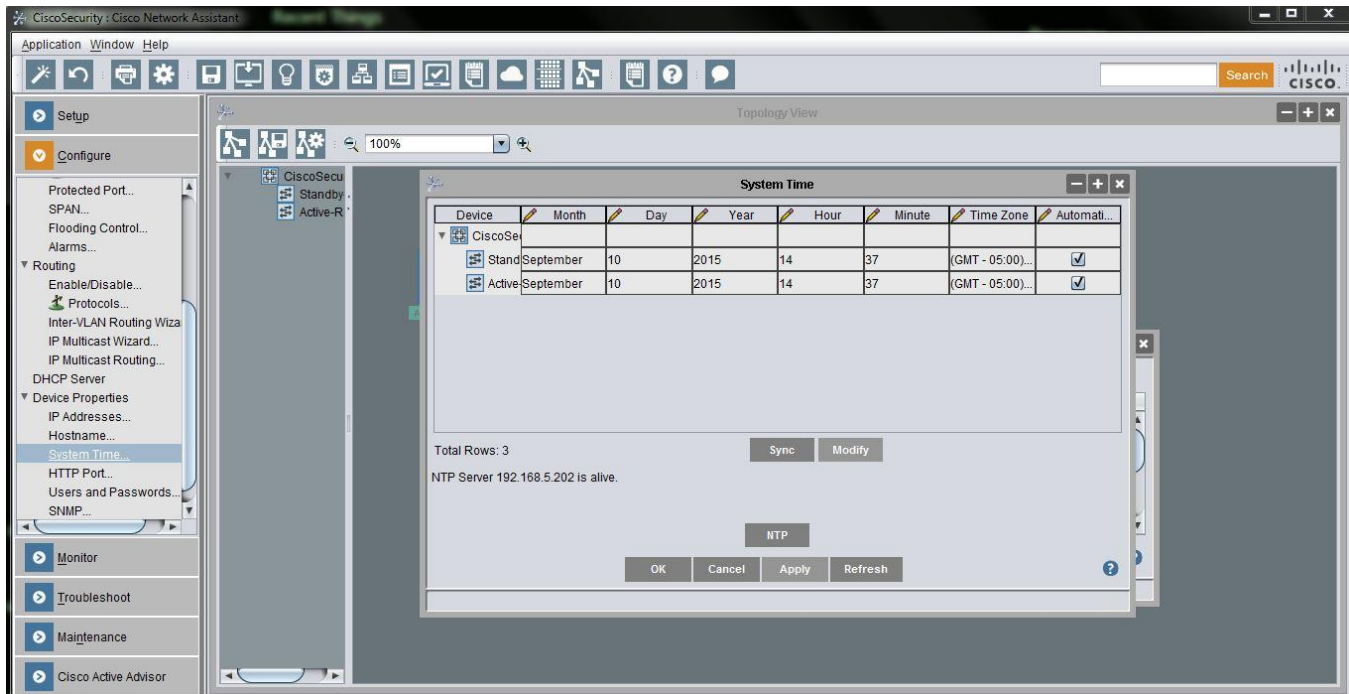 CiscoSecurity : Cisco Network Assistant
Application Window Help
Search
CISCO
Setup
Configure
Protected Port...
SPAN...
Flooding Control...
Alarms...
Routing
Enable/Disable...
Protocols...
Inter-VLAN Routing Wiza
IP Multicast Wizard...
IP Multicast Routing...
DHCP Server
Device Properties
IP Addresses...
Hostname...
System Time...
HTTP Port...
Users and Passwords...
SNMP...
Monitor
Troubleshoot
Maintenance
Cisco Active Advisor
Topology View
100%
CiscoSecu
Standby
Active-R
System Time
Device Month Day Year Hour Minute Time Zone Automati...
CiscoSe
Stand September 10 2015 14 37 (GMT - 05:00)...
Active- September 10 2015 14 37 (GMT - 05:00)...
Total Rows: 3
Sync Modify
NTP Server 192.168.5.202 is alive.
NTP
OK Cancel Apply Refresh